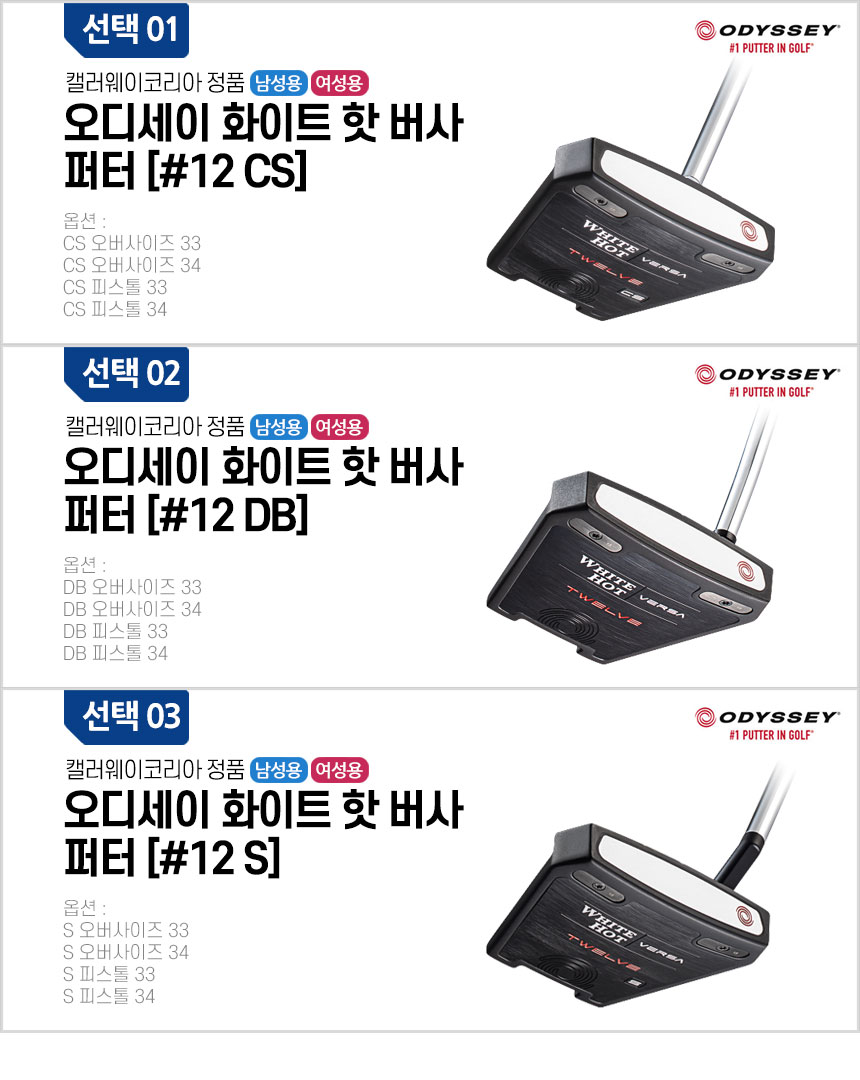 선택 01
ODYSSEY
#1 PUTTER IN GOLF
캘러웨이코리아 정품 남성용 여성용
오디세이 화이트 핫 버사
퍼터 [#12 CS]
옵션 :
CS 오버사이즈 33
CS 오버사이즈 34
CS 피스톨 33
CS 피스톨 34
WHITE
HOT VERSA
TWELVE
CS
선택 02
ODYSSEY
#1 PUTTER IN GOLF
캘러웨이코리아 정품 남성용 여성용
오디세이 화이트 핫 버사
퍼터 [#12 DB]
옵션 :
DB 오버사이즈 33
DB 오버사이즈 34
DB 피스톨 33
DB 피스톨 34
WHITE
HOT VERSA
TWELVE
선택 03
ODYSSEY
#1 PUTTER IN GOLF
캘러웨이코리아 정품 남성용 여성용
오디세이 화이트 핫 버사
퍼터 [#12 S]
옵션 :
S 오버사이즈 33
S 오버사이즈 34
S 피스톨 33
S 피스톨 34
WHITE
HOT VERSA
TWELVE
S